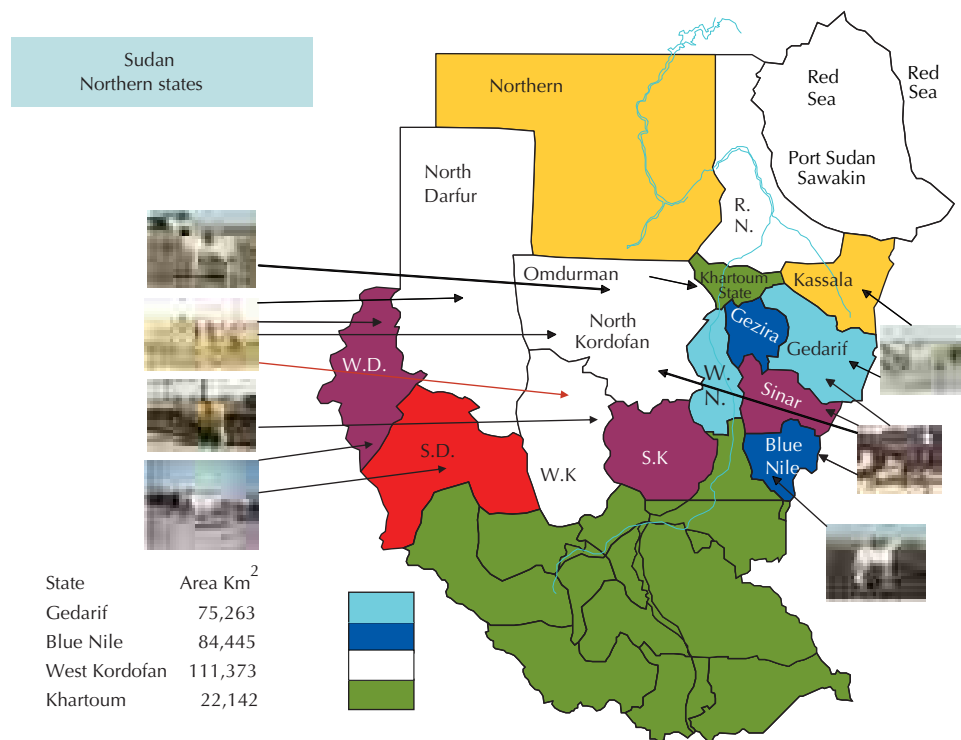 Sudan
Northern states
Northern
Red
Sea
Red
Sea
Port Sudan
Sawakin
North
Darfur
R.
N.
Omdurman
Khartoum
State
Kassala
North
Kordofan
Gezira
Gedarif
W.D.
W.
N.
Sinar
S.D.
W.K
S.K
Blue
Nile
State Area Km2
Gedarif 75,263
Blue Nile 84,445
West Kordofan 111,373
Khartoum 22,142